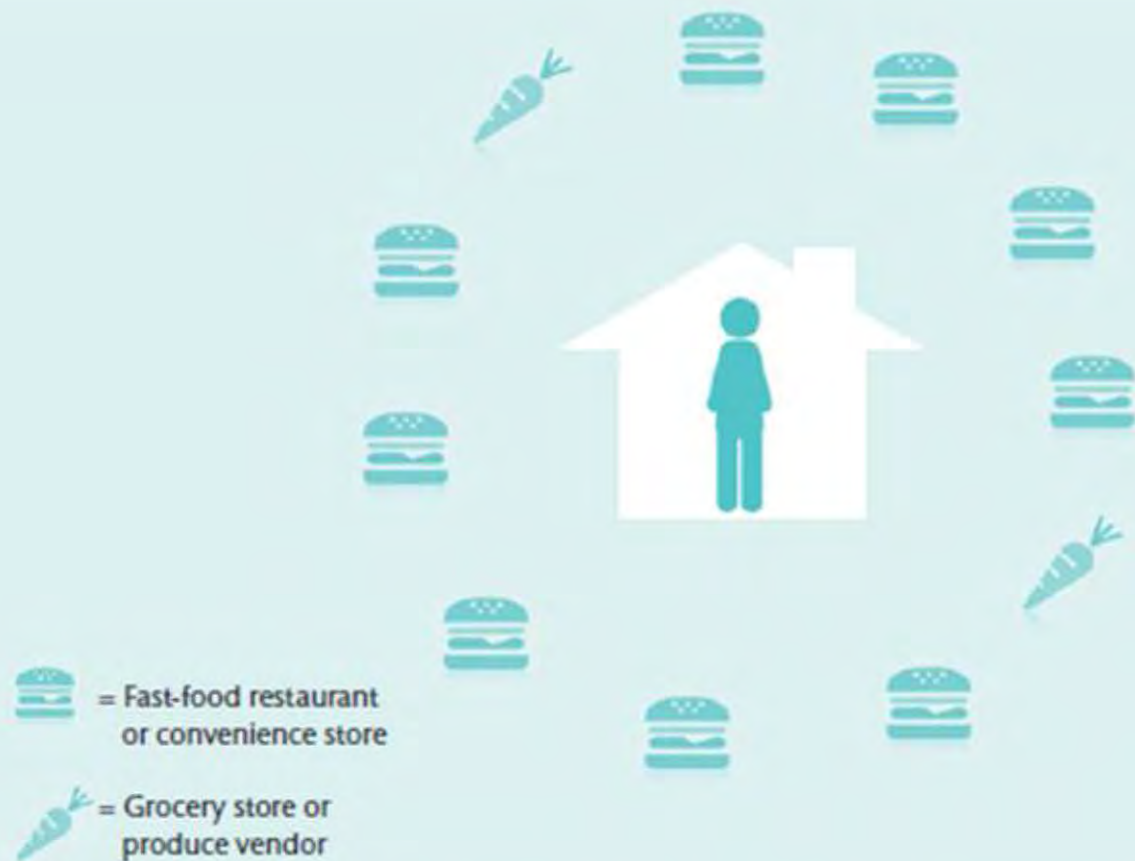 = Fast-food restaurant
or convenience store
= Grocery store or
produce vendor